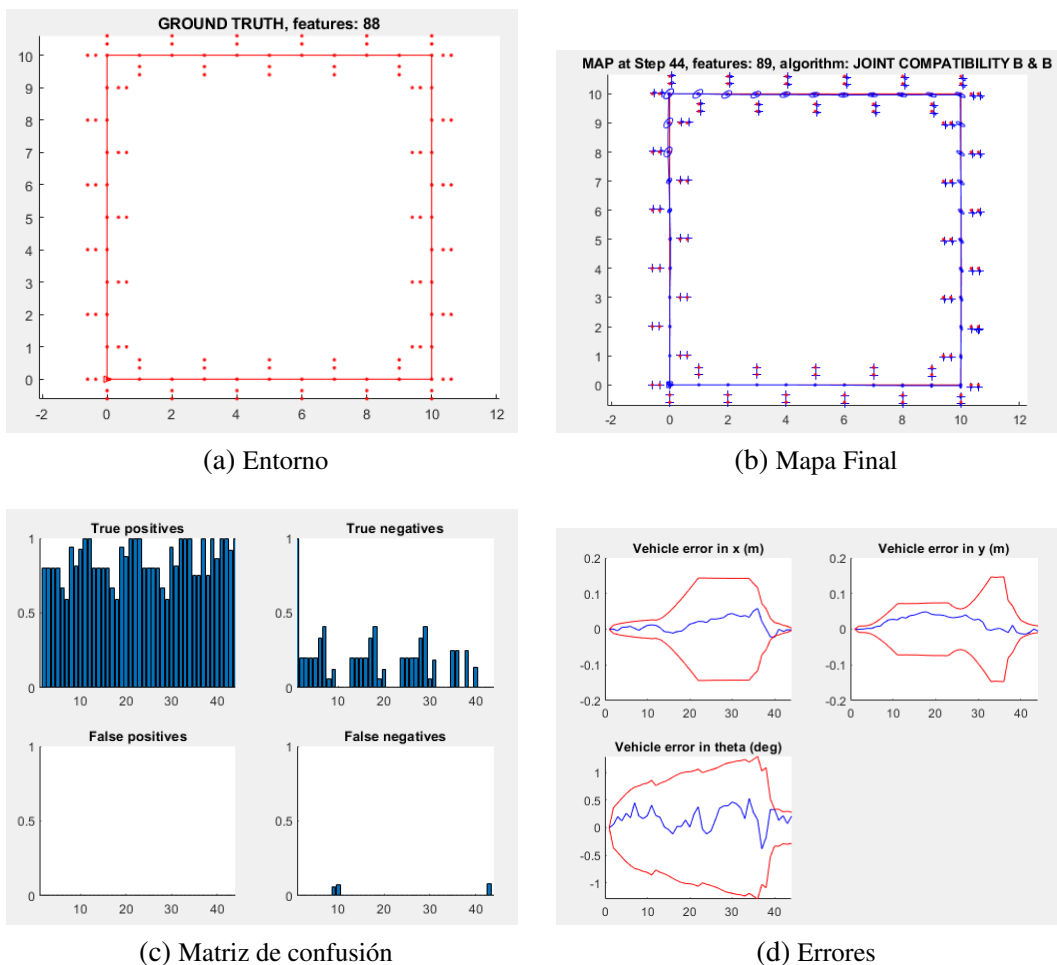 GROUND TRUTH, features: 88
10
9
8
7
6
5
4
3
2
1
0
-2 0 2 4 6 8 10 12
(a) Entorno
MAP at Step 44, features: 89, algorithm: JOINT COMPATIBILITY B & B
10
9
8
7
6
5
4
3
2
1
0
-2 0 2 4 6 8 10 12
(b) Mapa Final
True positives
1
0.5
0
10 20 30 40
True negatives
1
0.5
0
10 20 30 40
False positives
1
0.5
0
10 20 30 40
False negatives
1
0.5
0
10 20 30 40
(c) Matriz de confusión
Vehicle error in x (m)
0.2
0.1
0
-0.1
-0.2
0 10 20 30 40
Vehicle error in y (m)
0.2
0.1
0
-0.1
-0.2
0 10 20 30 40
Vehicle error in theta (deg)
1
0.5
0
-0.5
-1
0 10 20 30 40
(d) Errores